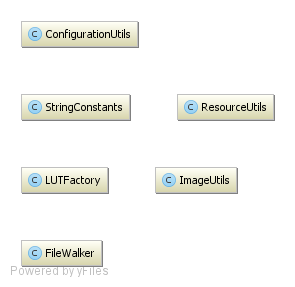 C ConfigurationUtils
C StringConstants
C ResourceUtils
C LUTFactory
C ImageUtils
C FileWalker
Powered by yFiles